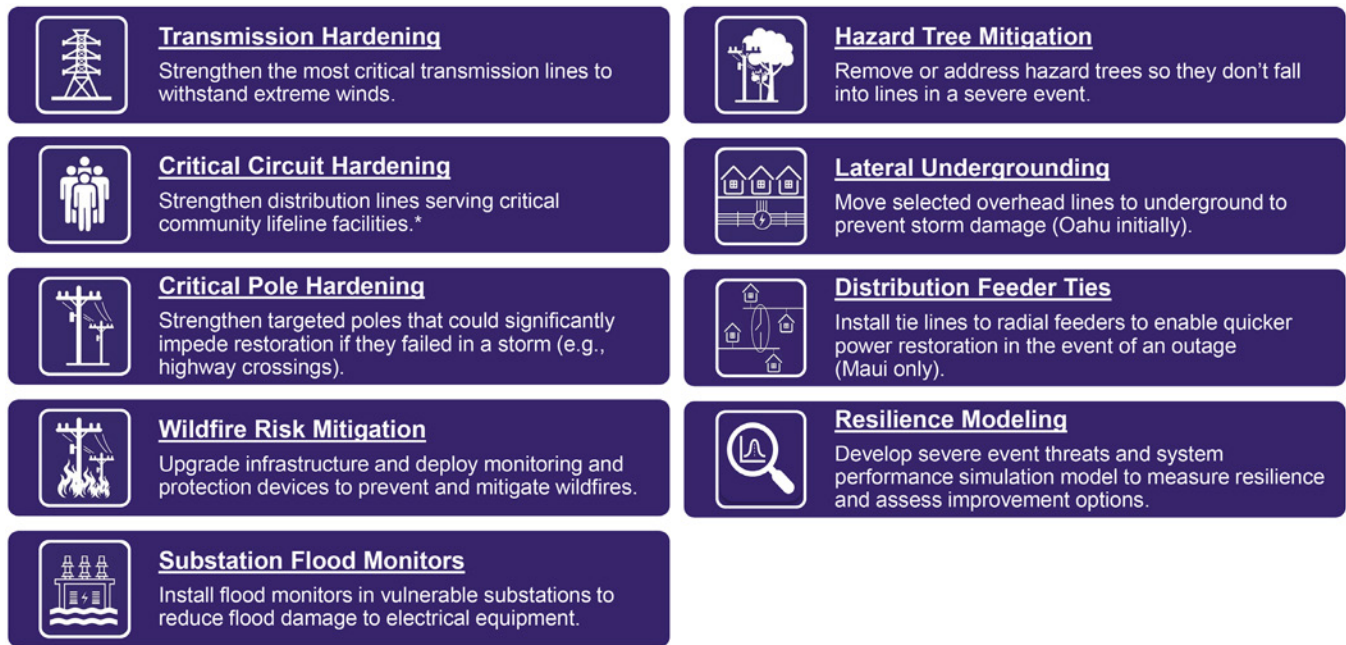 Transmission Hardening
Strengthen the most critical transmission lines to
withstand extreme winds.
Critical Circuit Hardening
Strengthen distribution lines serving critical
community lifeline facilities.*
Critical Pole Hardening
Strengthen targeted poles that could significantly
impede restoration if they failed in a storm (e.g.,
highway crossings).
Wildfire Risk Mitigation
Upgrade infrastructure and deploy monitoring and
protection devices to prevent and mitigate wildfires.
Substation Flood Monitors
Install flood monitors in vulnerable substations to
reduce flood damage to electrical equipment.
Hazard Tree Mitigation
Remove or address hazard trees so they don’t fall
into lines in a severe event.
Lateral Undergrounding
Move selected overhead lines to underground to
prevent storm damage (Oahu initially).
Distribution Feeder Ties
Install tie lines to radial feeders to enable quicker
power restoration in the event of an outage
(Maui only).
Resilience Modeling
Develop severe event threats and system
performance simulation model to measure resilience
and assess improvement options.